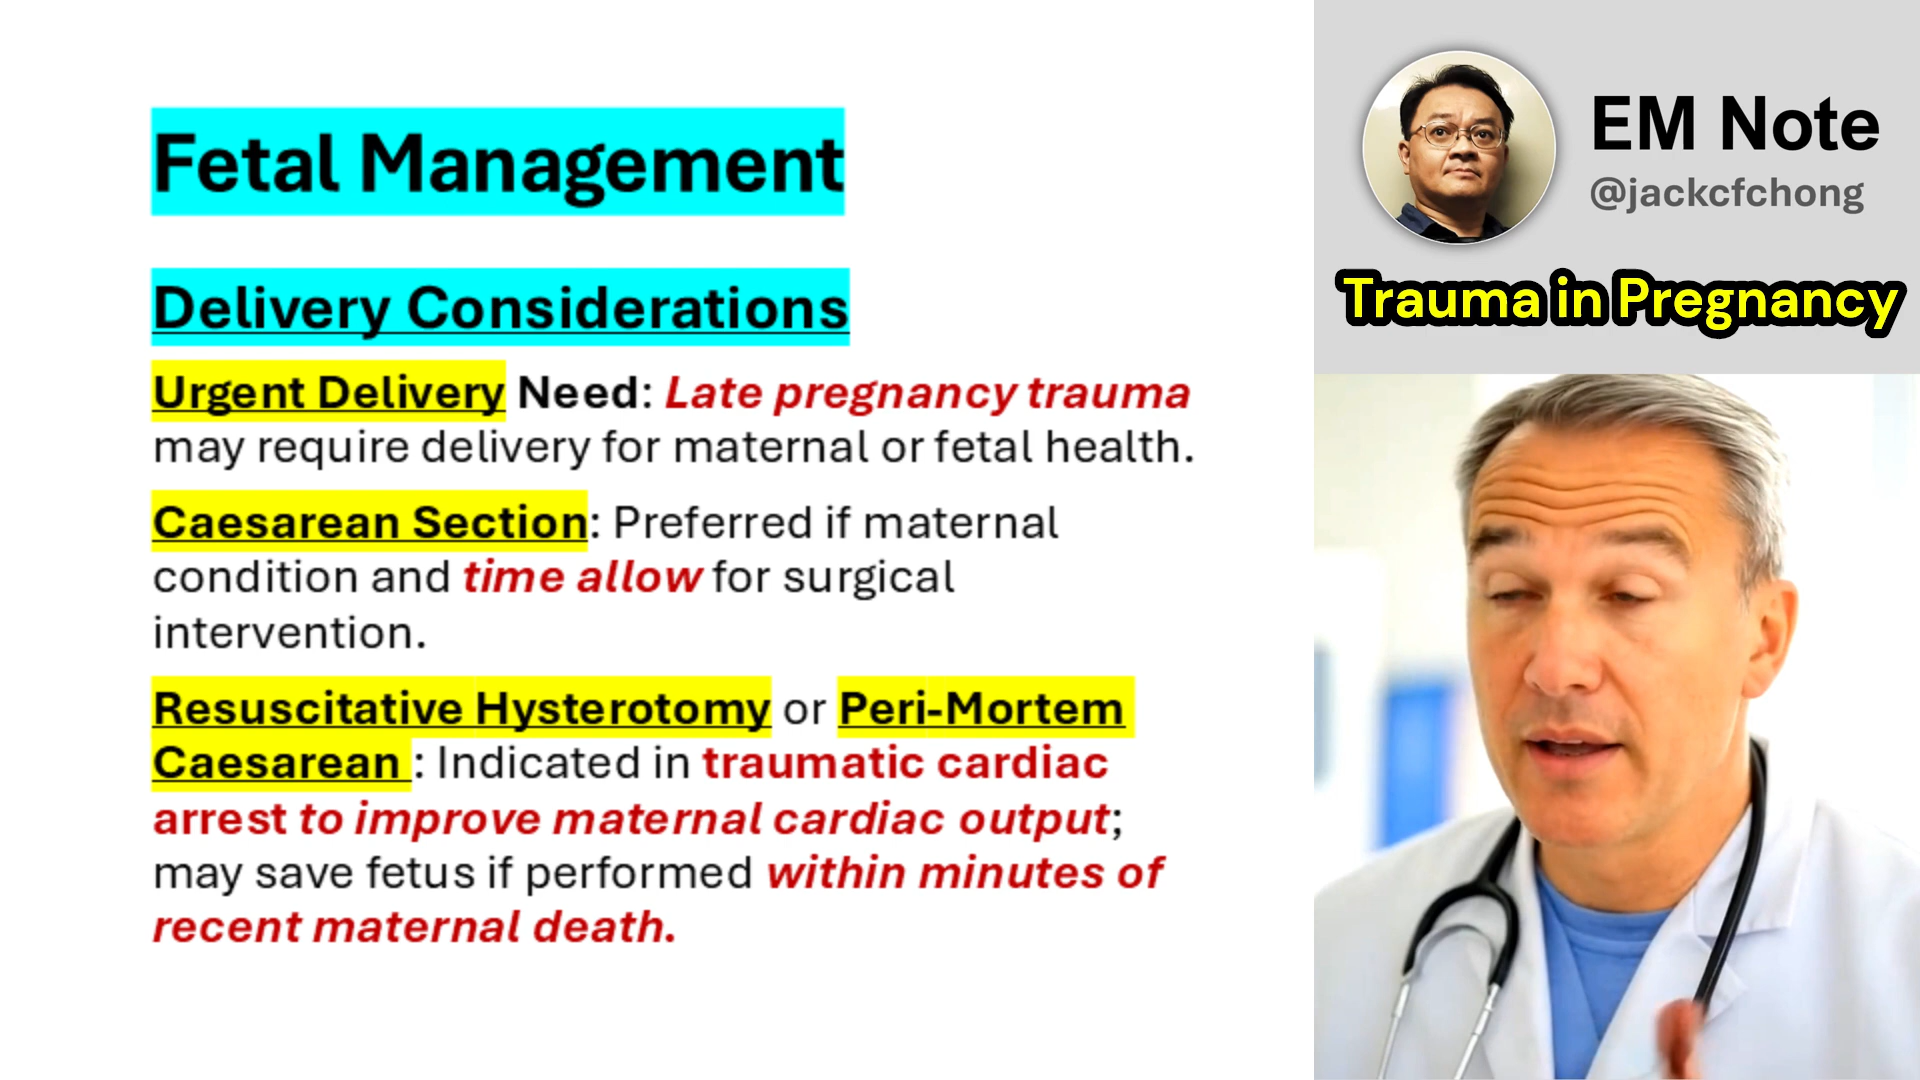 Fetal Management
Delivery Considerations
Urgent Delivery Need: Late pregnancy trauma
may require delivery for maternal or fetal health.
Caesarean Section: Preferred if maternal
condition and time allow for surgical
intervention.
Resuscitative Hysterotomy or Peri-Mortem
Caesarean : Indicated in traumatic cardiac
arrest to improve maternal cardiac output;
may save fetus if performed within minutes of
recent maternal death.
EM Note
@jackcfchong
Trauma in Pregnancy